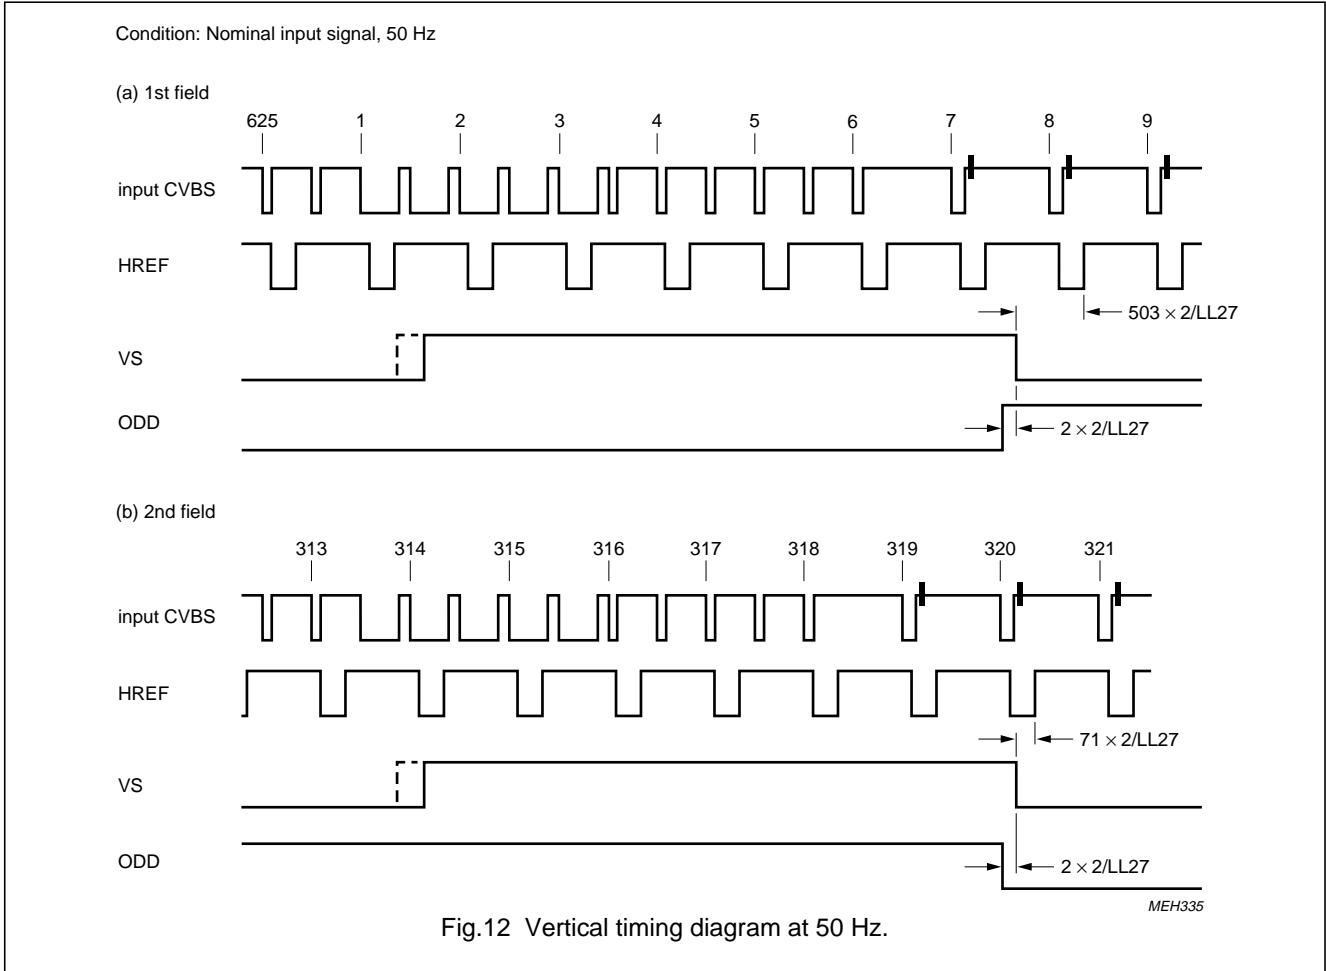 Condition: Nominal input signal, 50 Hz
(a) 1st field
625 1 2 3 4 5 6 7 8 9
input CVBS
HREF
503 × 2/LL27
VS
ODD
2 × 2/LL27
(b) 2nd field
313 314 315 316 317 318 319 320 321
input CVBS
HREF
71 × 2/LL27
VS
ODD
2 × 2/LL27
MEH335
Fig.12 Vertical timing diagram at 50 Hz.